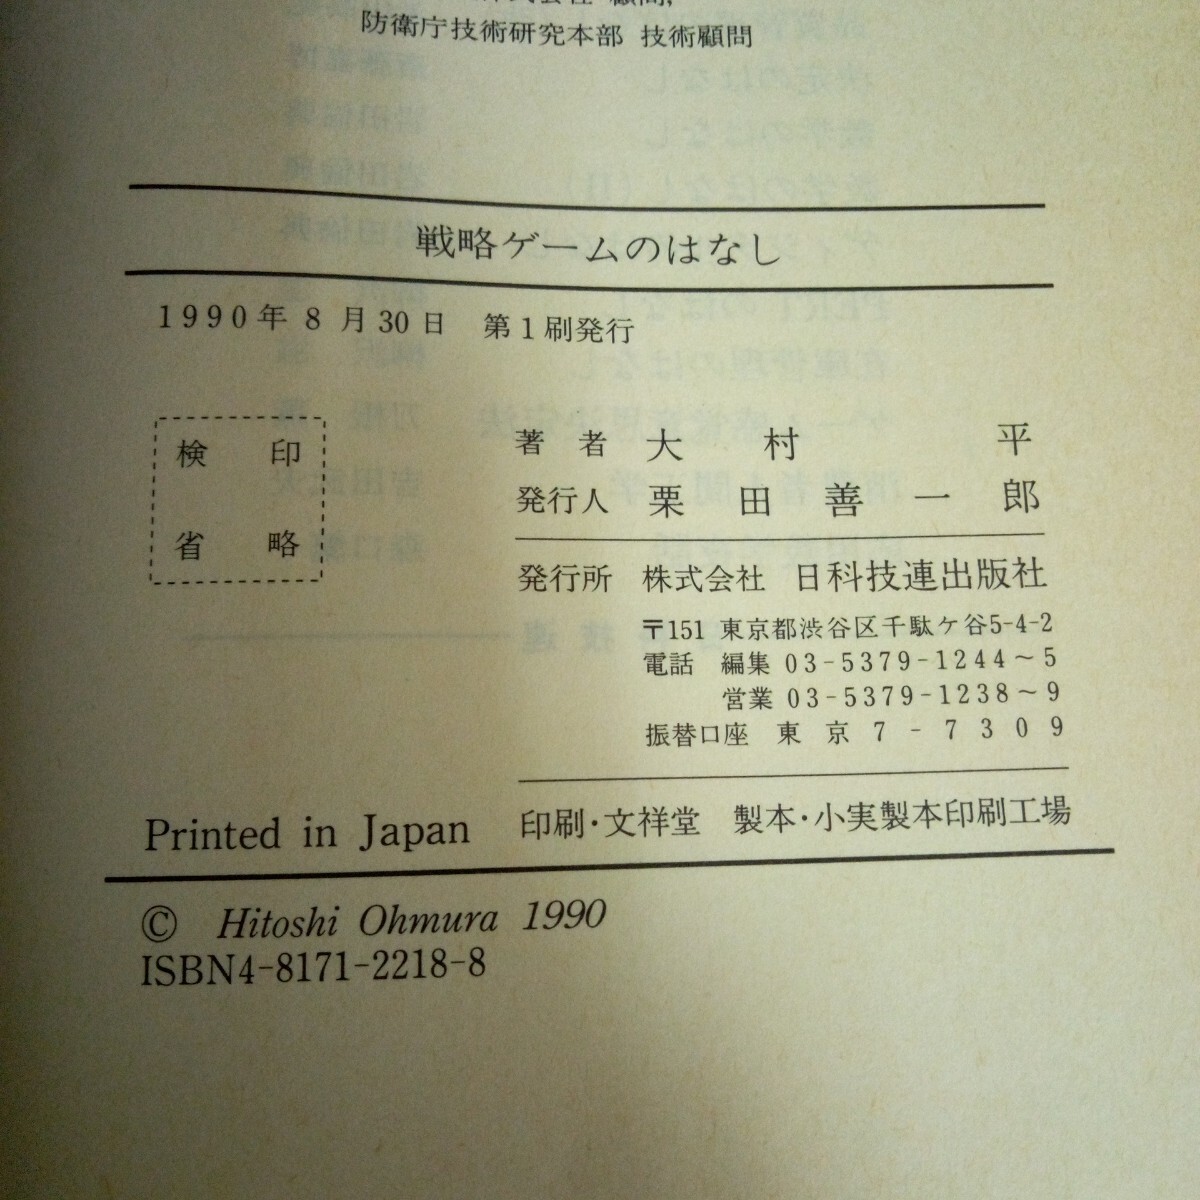 防衛庁技術研究本部 技術顧問
戦略ゲームのはなし
1990年8月30日 第1刷発行
検印
省略
著者 大村平
発行人 栗田善一郎
発行所 株式会社 日科技連出版社
〒151 東京都渋谷区千駄ケ谷5-4-2
電話 編集 03-5379-1244~5
営業 03-5379-1238~9
振替口座 東京 7-7309
Printed in Japan
印刷・文祥堂 製本・小実製本印刷工場
© Hitoshi Ohmura 1990
ISBN4-8171-2218-8